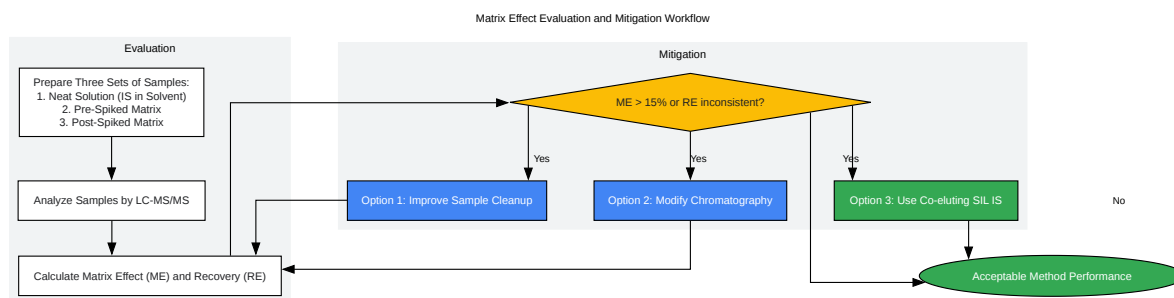 Matrix Effect Evaluation and Mitigation Workflow
Evaluation
Prepare Three Sets of Samples:
1. Neat Solution (IS in Solvent)
2. Pre-Spiked Matrix
3. Post-Spiked Matrix
Analyze Samples by LC-MS/MS
Calculate Matrix Effect (ME) and Recovery (RE)
Mitigation
ME > 15% or RE inconsistent?
Yes
Yes
Yes
No
Option 1: Improve Sample Cleanup
Option 2: Modify Chromatography
Option 3: Use Co-eluting SIL IS
Acceptable Method Performance